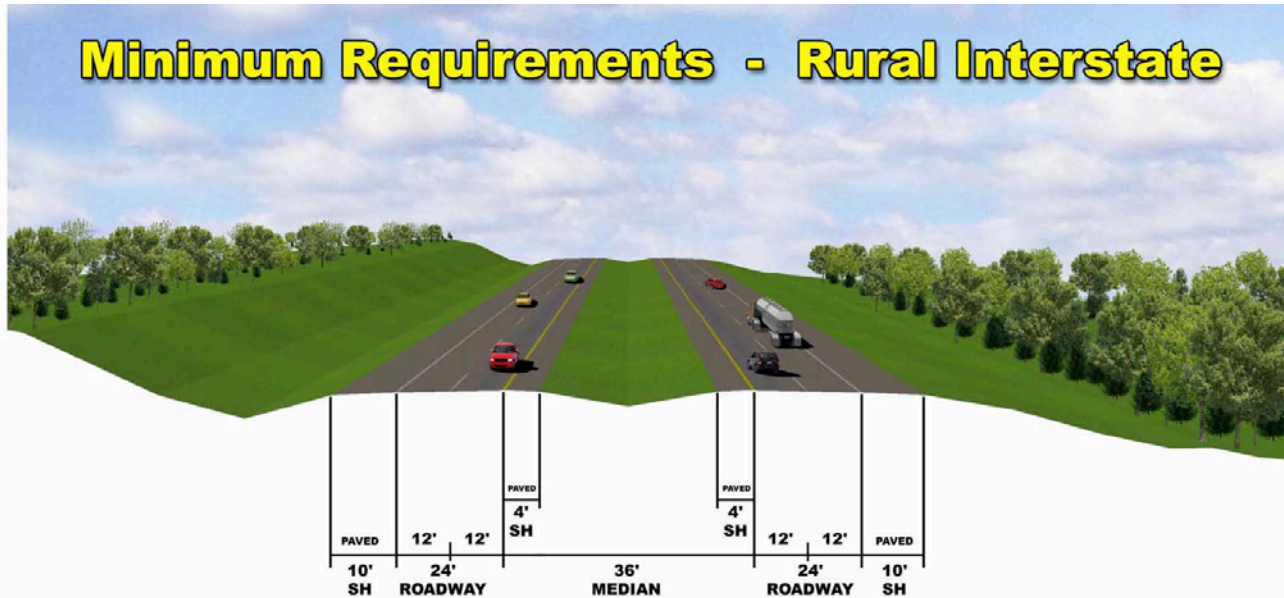 Minimum Requirements - Rural Interstate
PAVED PAVED
4' 4'
SH SH
PAVED 12' 12' 12' 12' PAVED
10' 24' 36' 24' 10'
SH ROADWAY MEDIAN ROADWAY SH